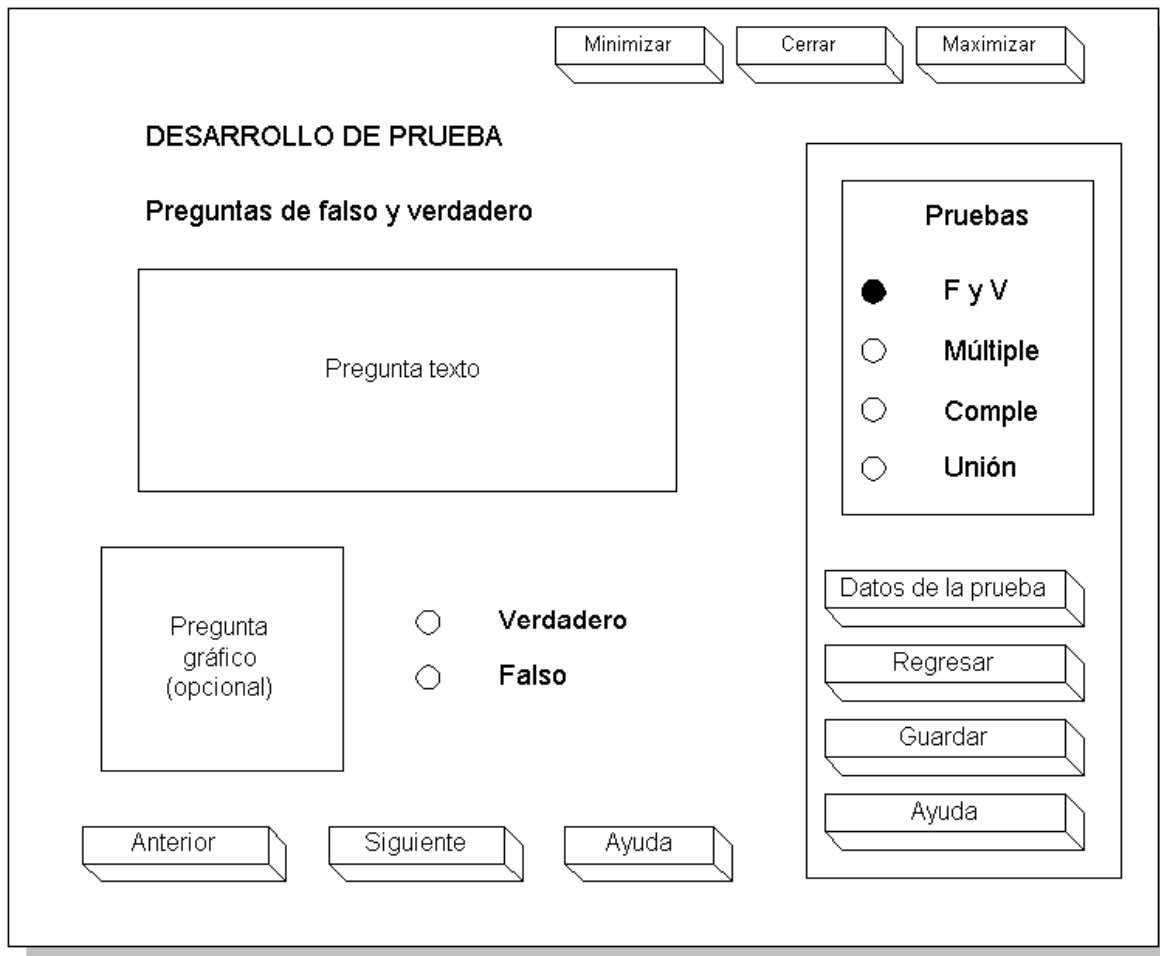 Minimizar
Cerrar
Maximizar
DESARROLLO DE PRUEBA
Preguntas de falso y verdadero
Pregunta texto
Pregunta
gráfico
(opcional)
Verdadero
Falso
Anterior
Siguiente
Ayuda
Pruebas
F y V
Múltiple
Comple
Unión
Datos de la prueba
Regresar
Guardar
Ayuda